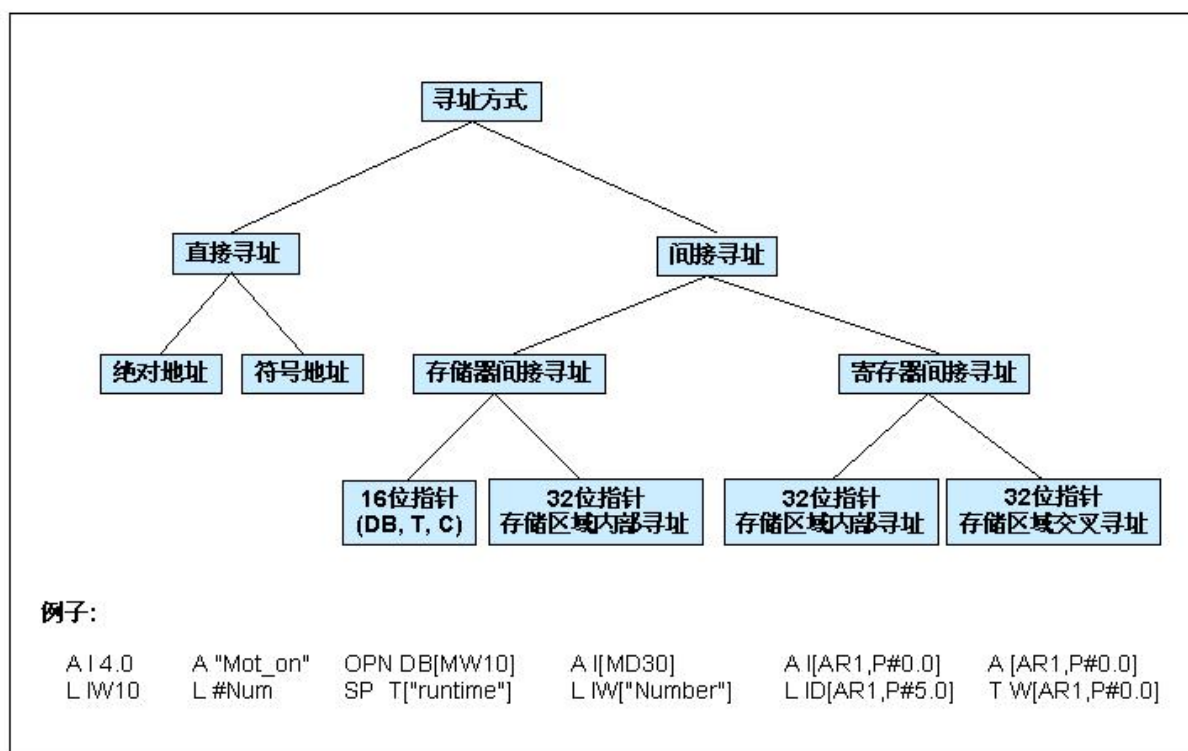 寻址方式
直接寻址 间接寻址
绝对地址 符号地址 存储器间接寻址 寄存器间接寻址
16位指针 32位指针 32位指针 32位指针
(DB, T, C) 存储区域内部寻址 存储区域内部寻址 存储区域交叉寻址
例子:
A I 4.0 A "Mot_on" OPN DB[MW10] A I[MD30] A I[AR1,P#0.0] A [AR1,P#0.0]
L IW10 L #Num SP T["runtime"] L IW["Number"] L ID[AR1,P#5.0] T W[AR1,P#0.0]